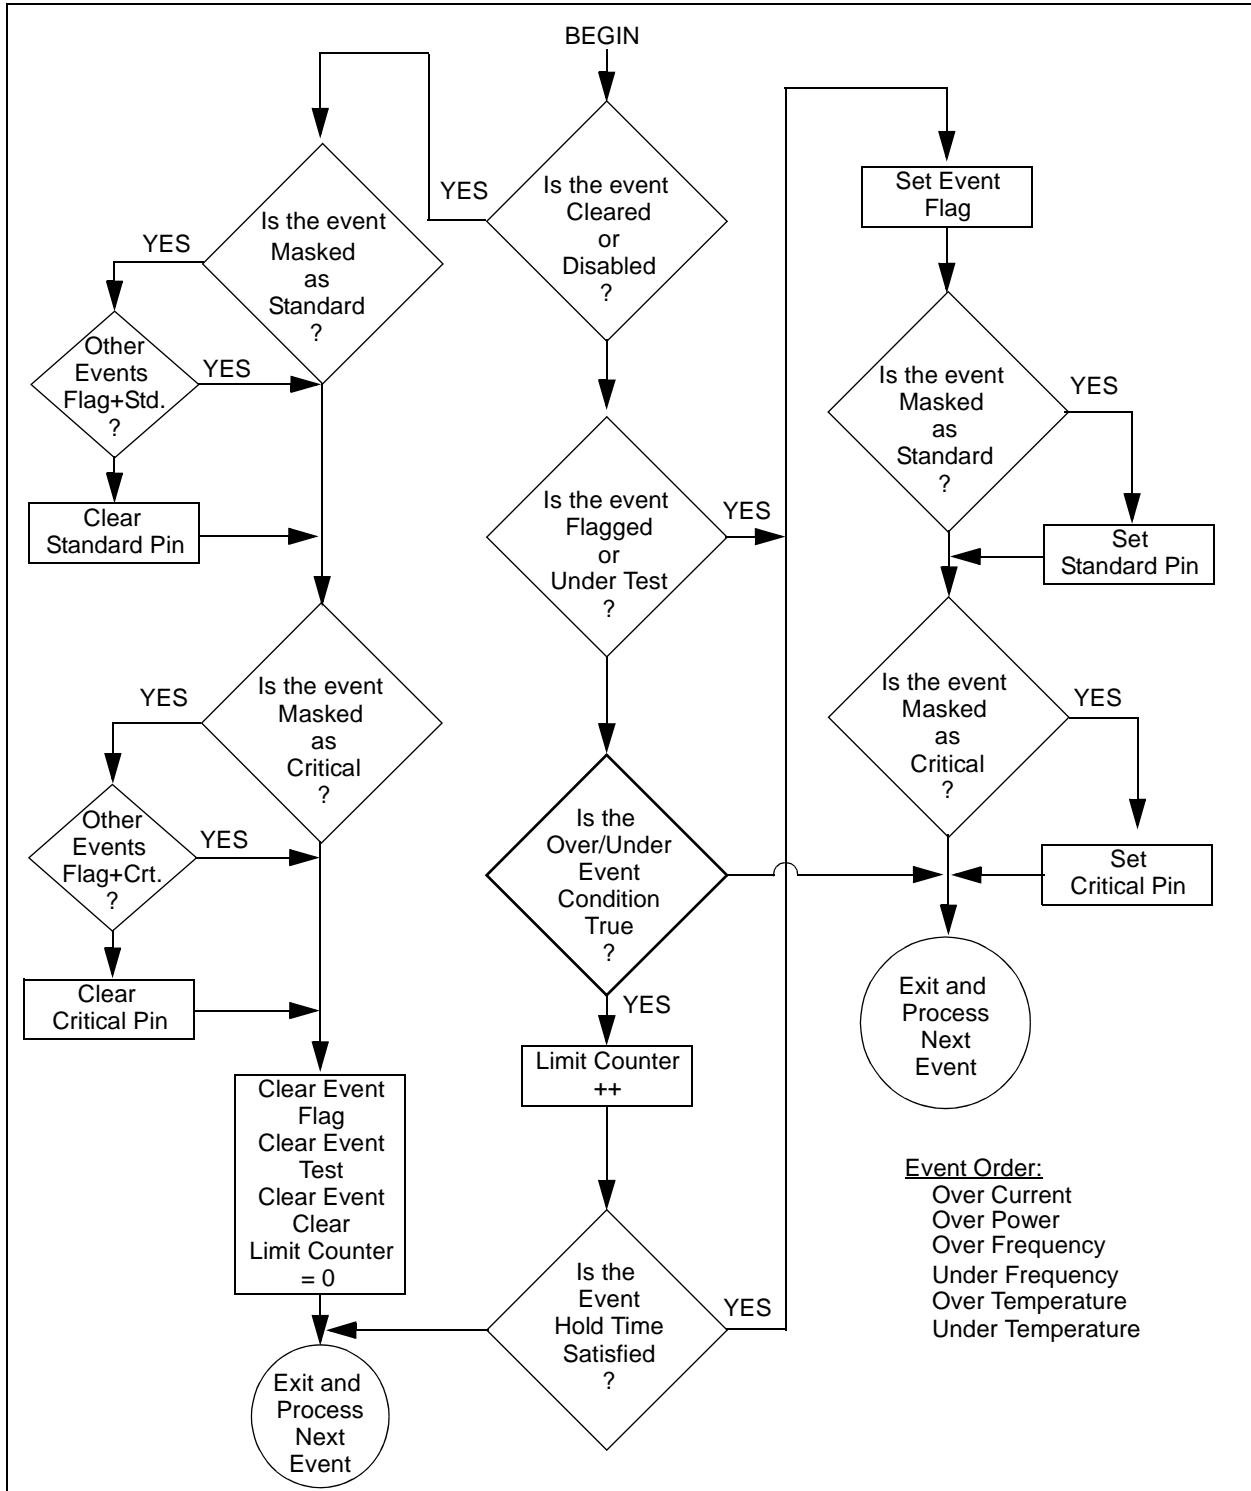 BEGIN
Is the event
Cleared
or
Disabled
?
YES
Is the event
Masked
as
Standard
?
YES
Other
Events
Flag+Std.
?
YES
Clear
Standard Pin
Is the event
Masked
as
Critical
?
YES
Other
Events
Flag+Crt.
?
YES
Clear
Critical Pin
Clear Event
Flag
Clear Event
Test
Clear Event
Clear
Limit Counter
= 0
Exit and
Process
Next
Event
Is the event
Flagged
or
Under Test
?
YES
Is the
Over/Under
Event
Condition
True
?
YES
Limit Counter
++
Is the
Event
Hold Time
Satisfied
?
YES
Set Event
Flag
Is the event
Masked
as
Standard
?
YES
Set
Standard Pin
Is the event
Masked
as
Critical
?
YES
Set
Critical Pin
Exit and
Process
Next
Event
Event Order:
Over Current
Over Power
Over Frequency
Under Frequency
Over Temperature
Under Temperature